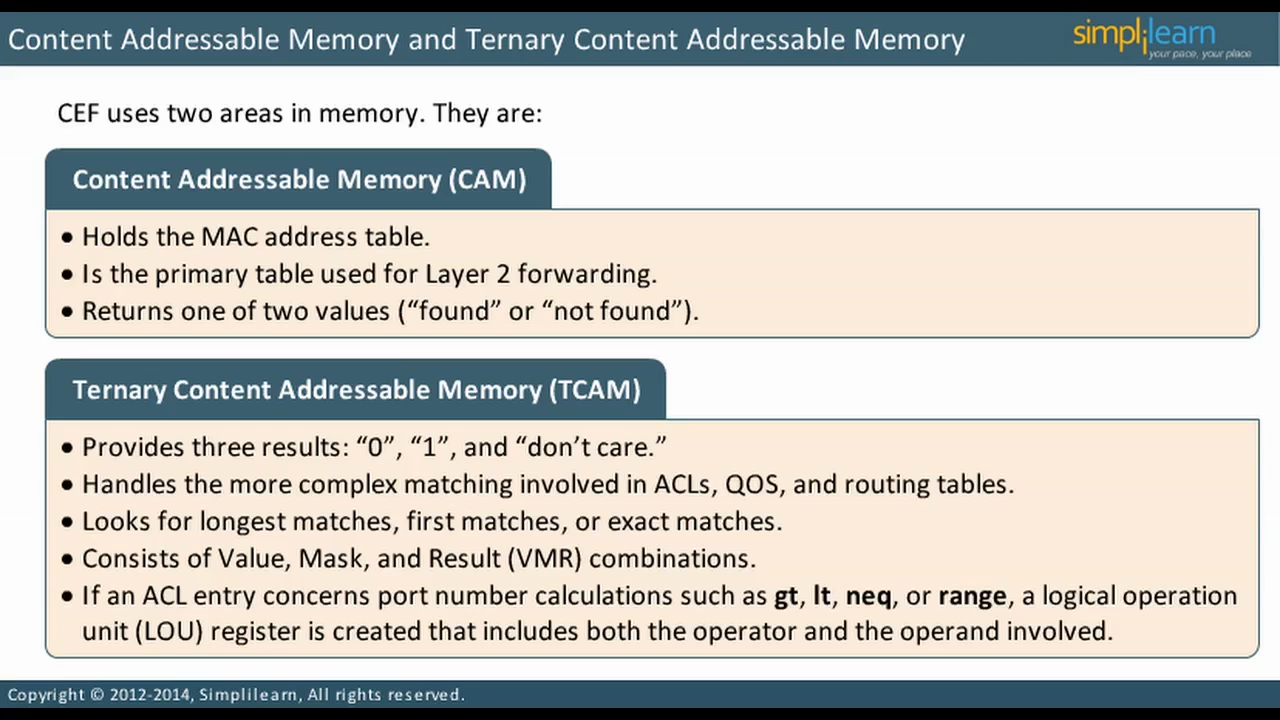 Content Addressable Memory and Ternary Content Addressable Memory
simplilearn
your pace, your place
CEF uses two areas in memory. They are:
Content Addressable Memory (CAM)
• Holds the MAC address table.
• Is the primary table used for Layer 2 forwarding.
• Returns one of two values (“found” or “not found”).
Ternary Content Addressable Memory (TCAM)
• Provides three results: “0”, “1”, and “don’t care.”
• Handles the more complex matching involved in ACLs, QOS, and routing tables.
• Looks for longest matches, first matches, or exact matches.
• Consists of Value, Mask, and Result (VMR) combinations.
• If an ACL entry concerns port number calculations such as gt, lt, neq, or range, a logical operation
unit (LOU) register is created that includes both the operator and the operand involved.
Copyright © 2012-2014, Simplilearn, All rights reserved.